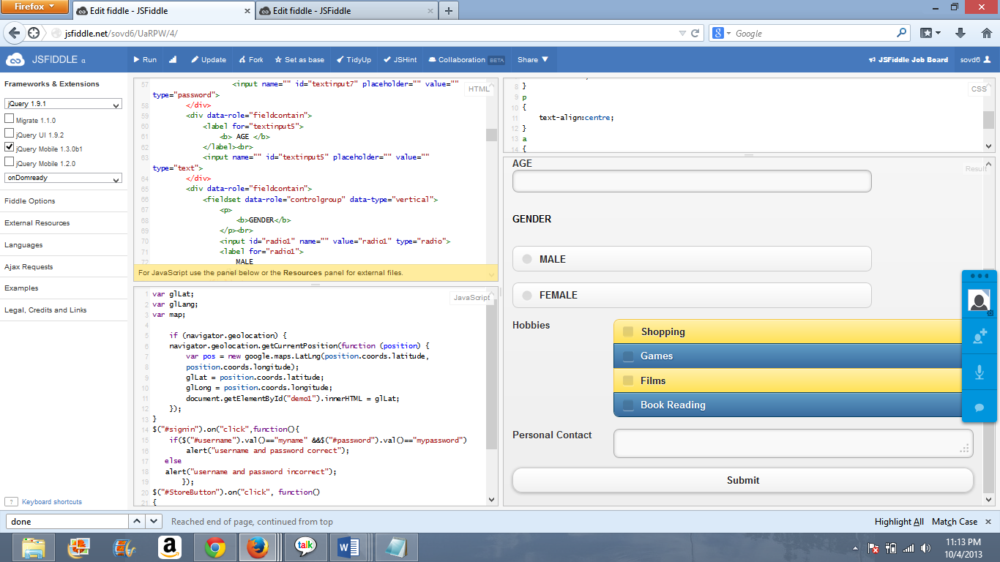 Firefox
Edit fiddle - JSFiddle
Edit fiddle - JSFiddle
jsfiddle.net/sovd6/UaRPW/4/
Google
JSFIDDLE α
Run
Update
Fork
Set as base
TidyUp
JSHint
Collaboration BETA
Share
JSFiddle Job Board
sovd6
Frameworks & Extensions
jQuery 1.9.1
Migrate 1.1.0
jQuery UI 1.9.2
jQuery Mobile 1.3.0b1
jQuery Mobile 1.2.0
onDomready
Fiddle Options
External Resources
Languages
Ajax Requests
Examples
Legal, Credits and Links
? Keyboard shortcuts
HTML
57 <input name="" id="textinput7" placeholder="" value=""
type="password">
58 </div>
59 <div data-role="fieldcontain">
60 <label for="textinput5">
61 <b> AGE </b>
62 </label><br>
63 <input name="" id="textinput5" placeholder="" value=""
type="text">
64 </div>
65 <div data-role="fieldcontain">
66 <fieldset data-role="controlgroup" data-type="vertical">
67 <p>
68 <b>GENDER</b>
69 </p><br>
70 <input id="radio1" name="" value="radio1" type="radio">
71 <label for="radio1">
72 MALE
For JavaScript use the panel below or the Resources panel for external files.
JavaScript
1 var glLat;
2 var glLang;
3 var map;
4
5 if (navigator.geolocation) {
6 navigator.geolocation.getCurrentPosition(function (position) {
7 var pos = new google.maps.LatLng(position.coords.latitude,
8 position.coords.longitude);
9 glLat = position.coords.latitude;
10 glLong = position.coords.longitude;
11 document.getElementById("demo1").innerHTML = glLat;
12 });
13 }
14 $("#signin").on("click",function(){
15 if($("#username").val()=="myname" &&$("#password").val()=="mypassword")
16 alert("username and password correct");
17 else
18 alert("username and password incorrect");
19 });
20 $("#StoreButton").on("click", function()
21 {
CSS
8 }
9 p
10 {
11 text-align:centre;
12 }
13 a
14 {
Result
AGE
GENDER
MALE
FEMALE
Hobbies
Shopping
Games
Films
Book Reading
Personal Contact
Submit
done
Reached end of page, continued from top
Highlight All
Match Case
talk
11:13 PM
10/4/2013